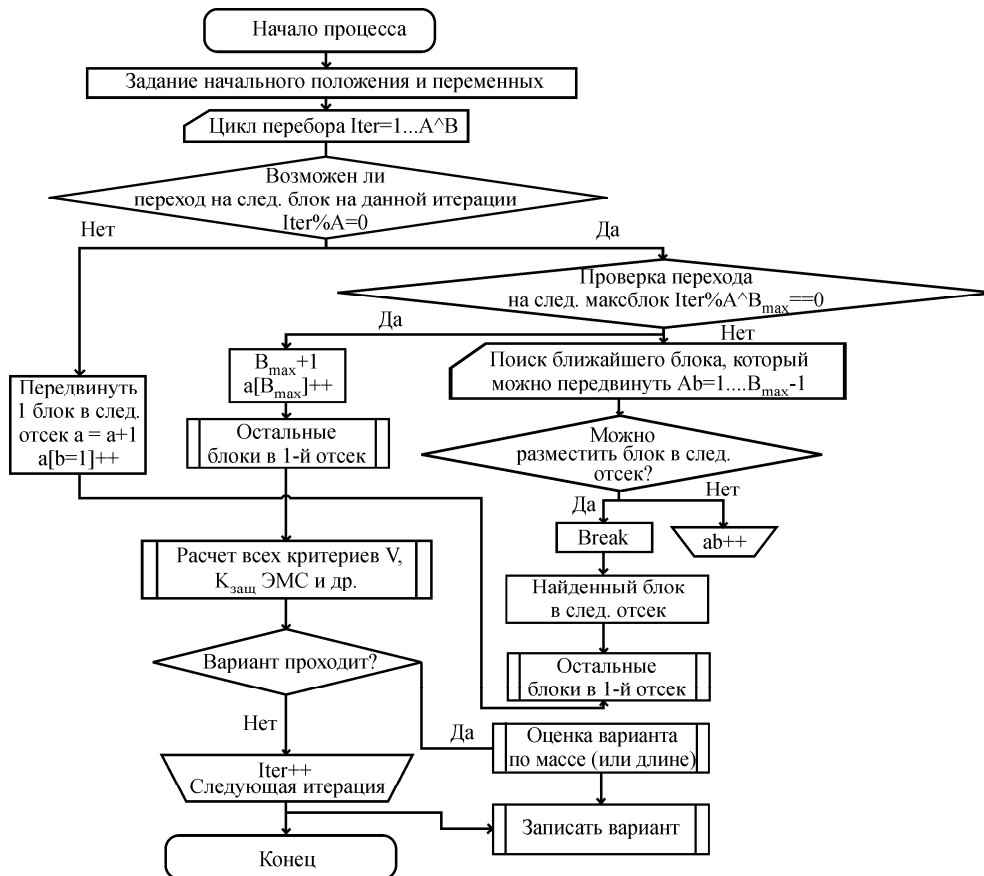 Начало процесса
Задание начального положения и переменных
Цикл перебора Iter=1...A^B
Возможен ли
переход на след. блок на данной итерации
Iter%A=0
Нет
Да
Проверка перехода
на след. максблок Iter%A^Bmax==0
Да
Нет
Bmax+1
a[Bmax]++
Поиск ближайшего блока, который
можно передвинуть Ab=1....Bmax-1
Передвинуть
1 блок в след.
отсек a = a+1
a[b=1]++
Остальные
блоки в 1-й отсек
Можно
разместить блок в след.
отсек?
Да
Нет
Break
ab++
Расчет всех критериев V,
Kзащ ЭМС и др.
Найденный блок
в след. отсек
Вариант проходит?
Остальные
блоки в 1-й отсек
Нет
Да
Оценка варианта
по массе (или длине)
Iter++
Следующая итерация
Записать вариант
Конец